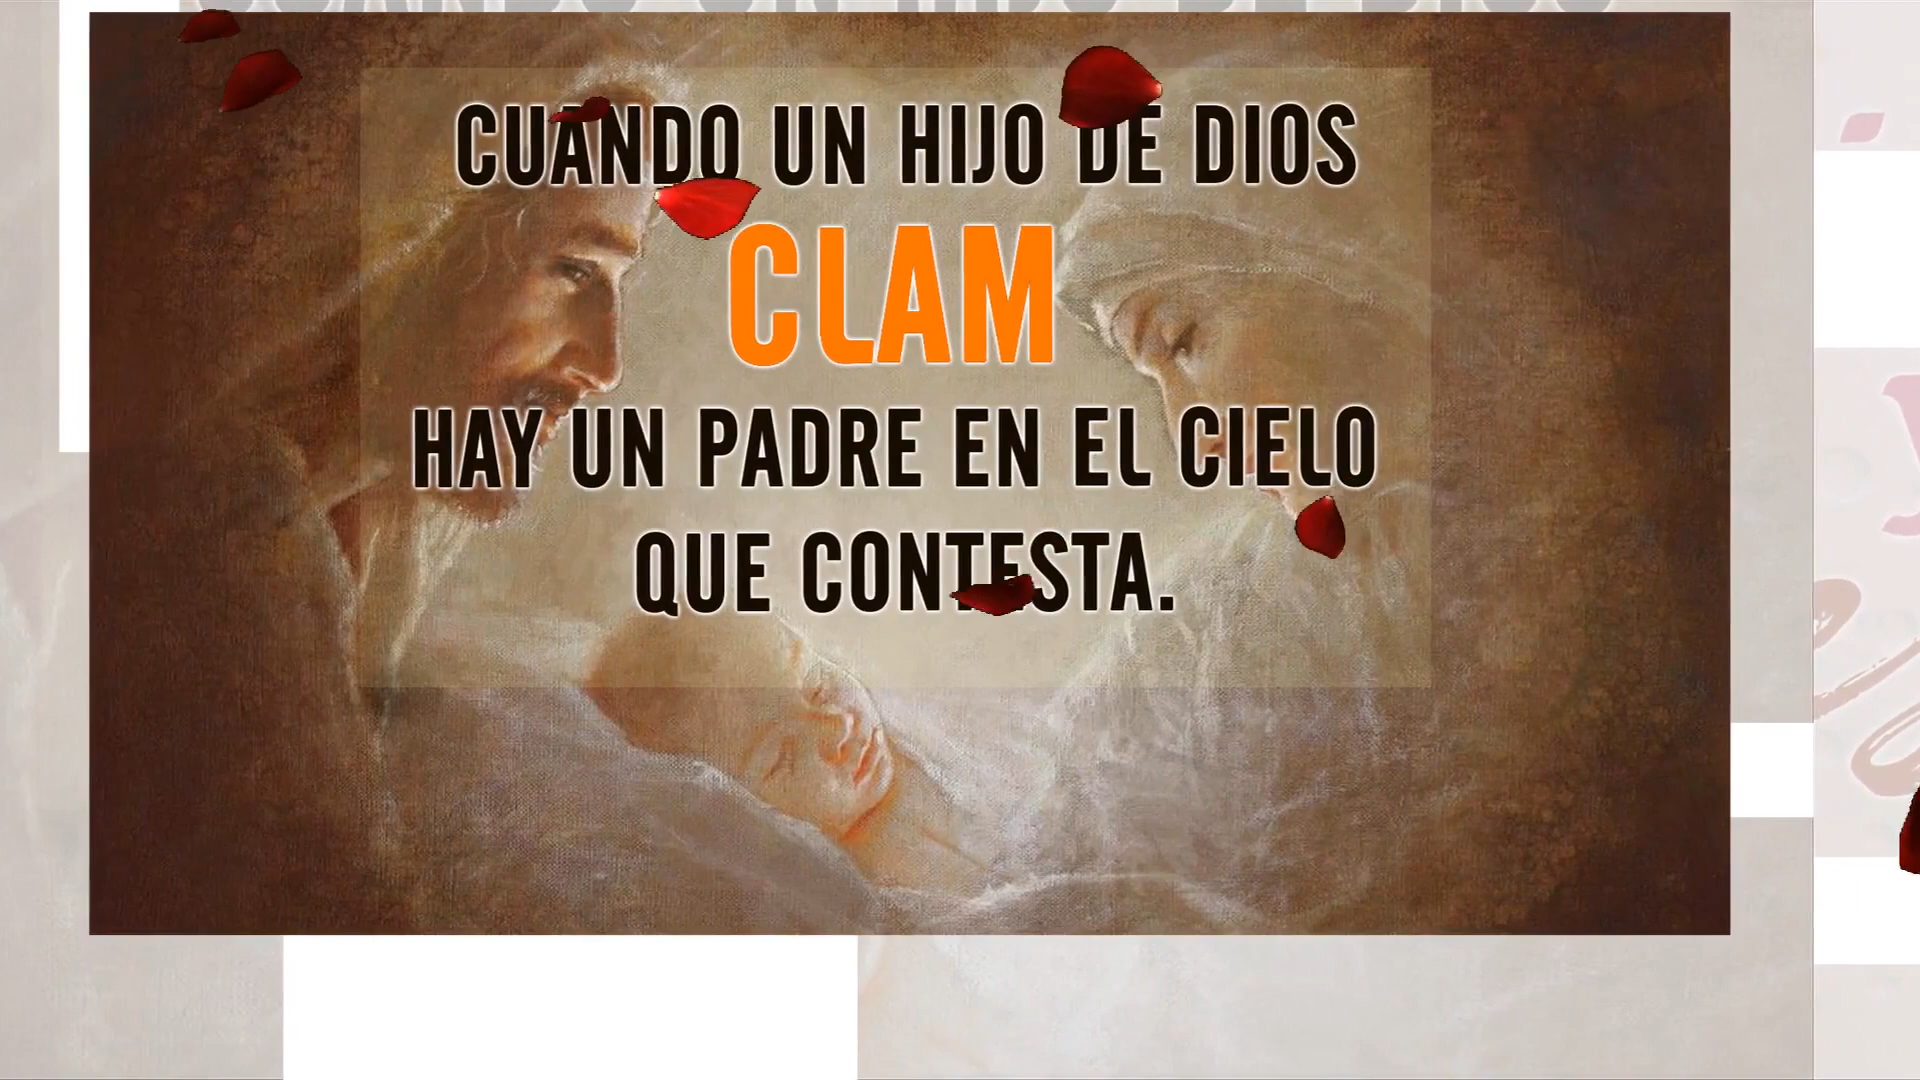 CUANDO UN HIJO DE DIOS
CLAM
HAY UN PADRE EN EL CIELO
QUE CONTESTA.